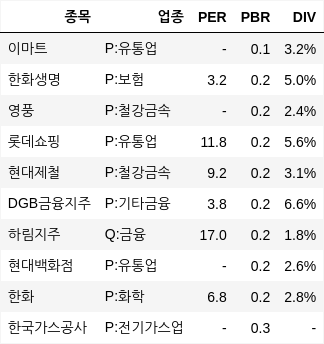 종목 업종 PER PBR DIV
이마트 P:유통업 - 0.1 3.2%
한화생명 P:보험 3.2 0.2 5.0%
영풍 P:철강금속 - 0.2 2.4%
롯데쇼핑 P:유통업 11.8 0.2 5.6%
현대제철 P:철강금속 9.2 0.2 3.1%
DGB금융지주 P:기타금융 3.8 0.2 6.6%
하림지주 Q:금융 17.0 0.2 1.8%
현대백화점 P:유통업 - 0.2 2.6%
한화 P:화학 6.8 0.2 2.8%
한국가스공사 P:전기가스업 - 0.3 -